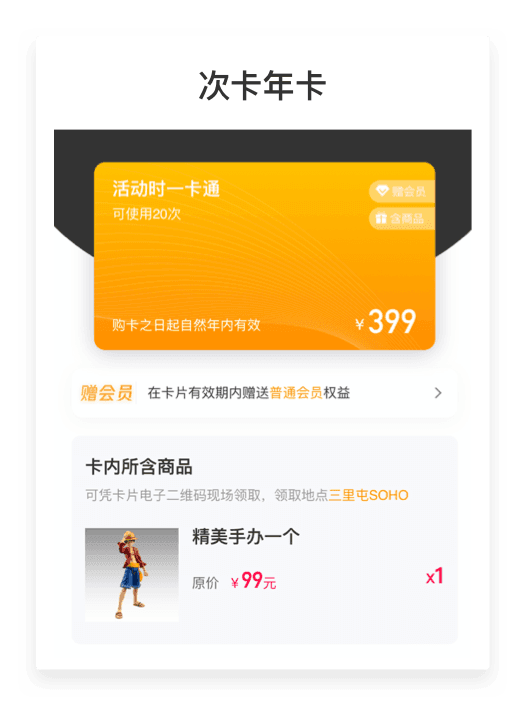 次卡年卡
活动时一卡通
赠会员
可使用20次
含商品
购卡之日起自然年内有效
¥399
赠会员 在卡片有效期内赠送普通会员权益
卡内所含商品
可凭卡片电子二维码现场领取，领取地点三里屯SOHO
精美手办一个
原价 ¥99元
x1